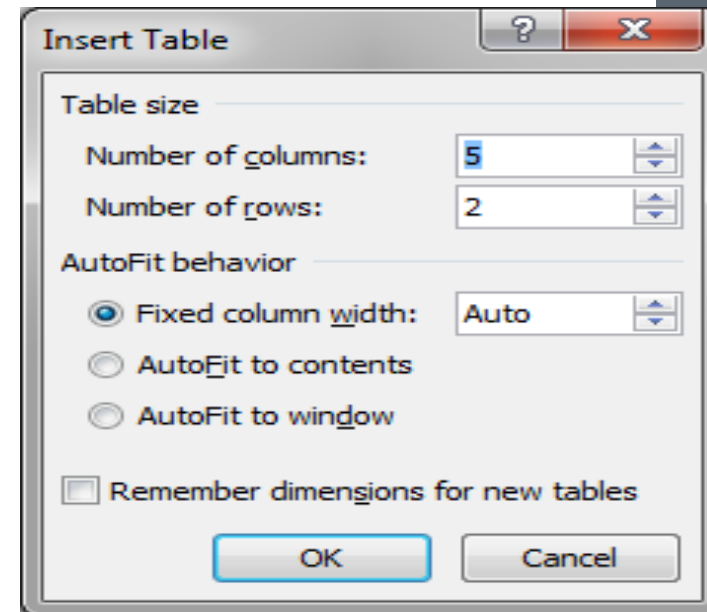 Insert Table
Table size
Number of columns: 5
Number of rows: 2
AutoFit behavior
Fixed column width: Auto
AutoFit to contents
AutoFit to window
Remember dimensions for new tables
OK Cancel